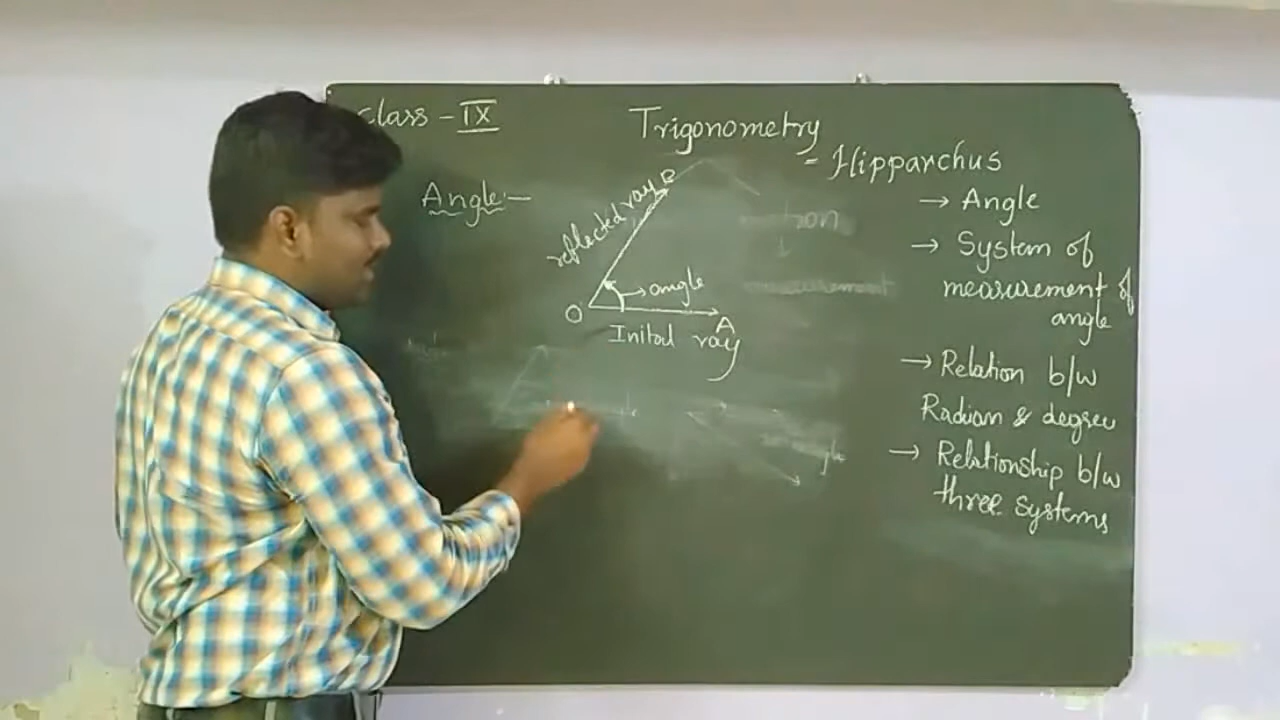 Class - IX
Trigonometry
- Hipparchus
Angle:-
reflected ray B
→ angle
O
A
Initial ray
→ Angle
→ System of
measurement of
angle
→ Relation b/w
Radian & degree
→ Relationship b/w
three systems